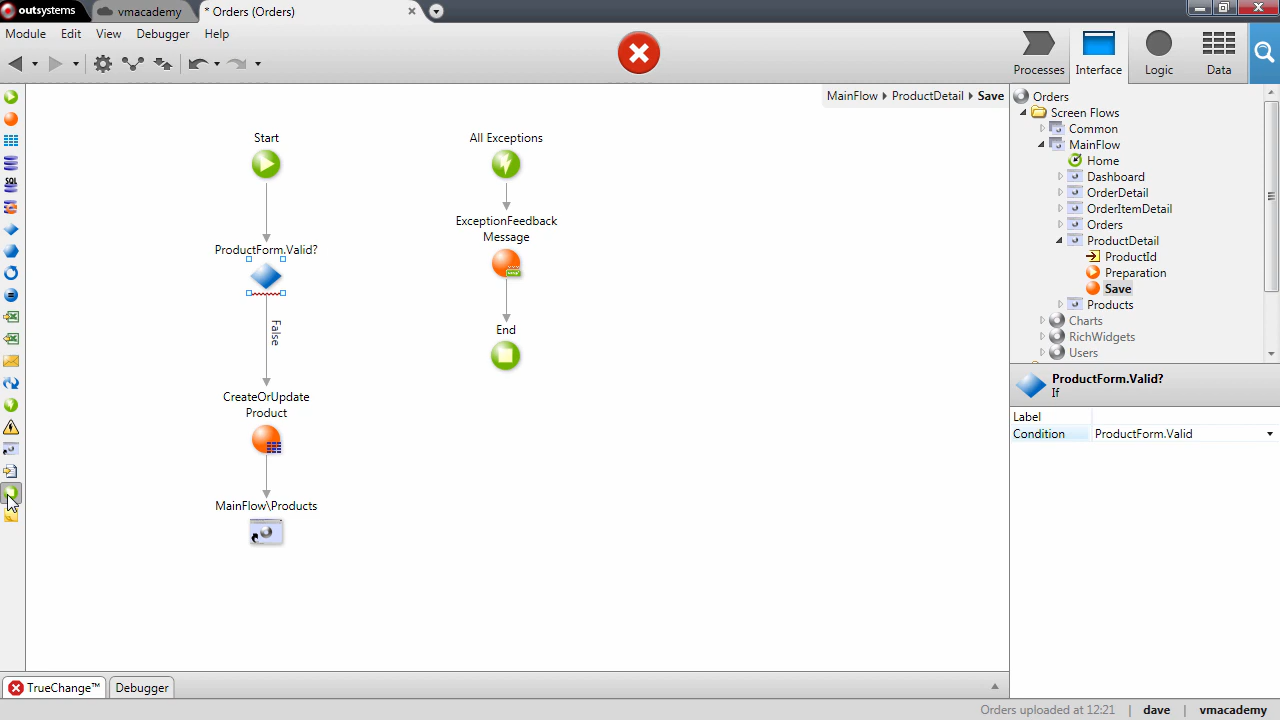 outsystems
vmacademy
* Orders (Orders)
Module
Edit
View
Debugger
Help
Processes
Interface
Logic
Data
MainFlow
ProductDetail
Save
Start
All Exceptions
ProductForm.Valid?
False
ExceptionFeedback
Message
End
CreateOrUpdate
Product
MainFlow\Products
SQL
Orders
Screen Flows
Common
MainFlow
Home
Dashboard
OrderDetail
OrderItemDetail
Orders
ProductDetail
ProductId
Preparation
Save
Products
Charts
RichWidgets
Users
ProductForm.Valid?
If
Label
Condition
ProductForm.Valid
TrueChange™
Debugger
Orders uploaded at 12:21
dave
vmacademy